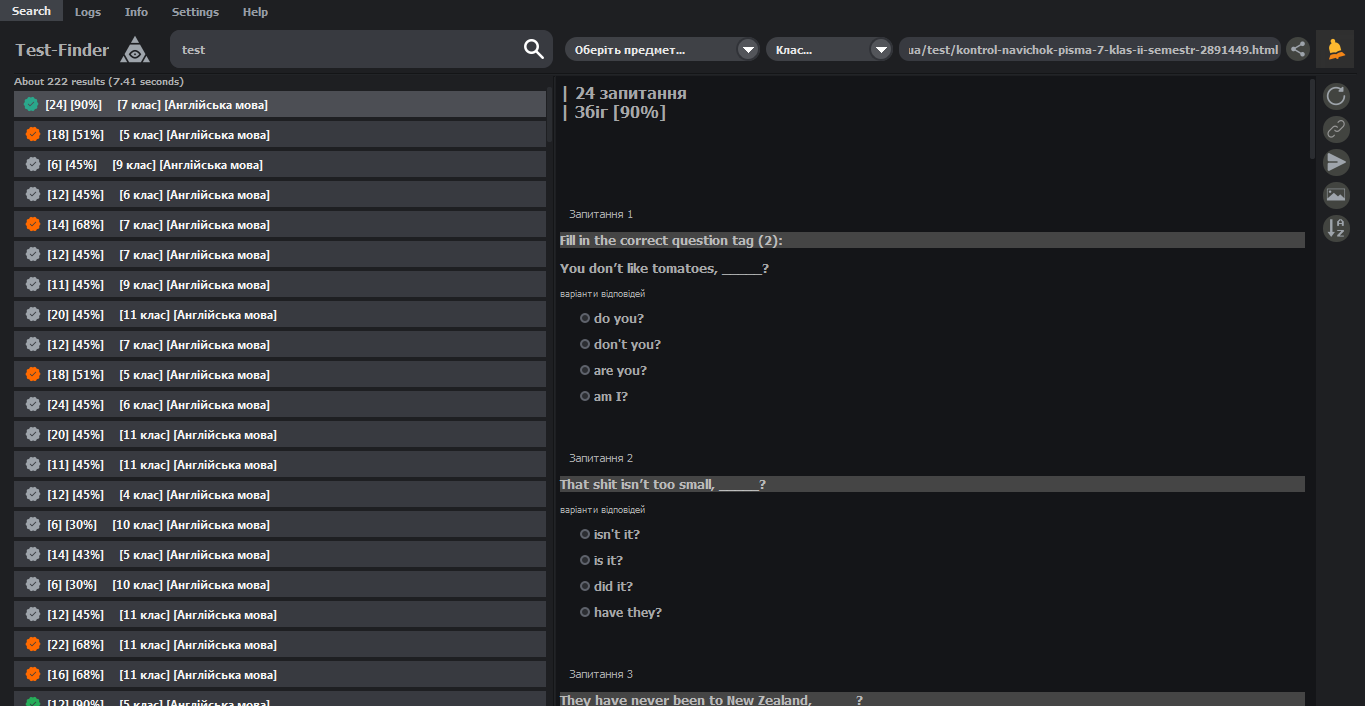 Search Logs Info Settings Help
Test-Finder
test
Оберіть предмет...
Клас...
ua/test/kontrol-navichok-pisma-7-klas-ii-semestr-2891449.html
About 222 results (7.41 seconds)
[24] [90%] [7 клас] [Англійська мова]
[18] [51%] [5 клас] [Англійська мова]
[6] [45%] [9 клас] [Англійська мова]
[12] [45%] [6 клас] [Англійська мова]
[14] [68%] [7 клас] [Англійська мова]
[12] [45%] [7 клас] [Англійська мова]
[11] [45%] [9 клас] [Англійська мова]
[20] [45%] [11 клас] [Англійська мова]
[12] [45%] [7 клас] [Англійська мова]
[18] [51%] [5 клас] [Англійська мова]
[24] [45%] [6 клас] [Англійська мова]
[20] [45%] [11 клас] [Англійська мова]
[11] [45%] [11 клас] [Англійська мова]
[12] [45%] [4 клас] [Англійська мова]
[6] [30%] [10 клас] [Англійська мова]
[14] [43%] [5 клас] [Англійська мова]
[6] [30%] [10 клас] [Англійська мова]
[12] [45%] [11 клас] [Англійська мова]
[22] [68%] [11 клас] [Англійська мова]
[16] [68%] [11 клас] [Англійська мова]
[12] [90%] [5 клас] [Англійська мова]
| 24 запитання
| Збіг [90%]
Запитання 1
Fill in the correct question tag (2):
You don’t like tomatoes, _____?
варіанти відповідей
do you?
don't you?
are you?
am I?
Запитання 2
That shit isn’t too small, _____?
варіанти відповідей
isn't it?
is it?
did it?
have they?
Запитання 3
They have never been to New Zealand, _____?
A
Z